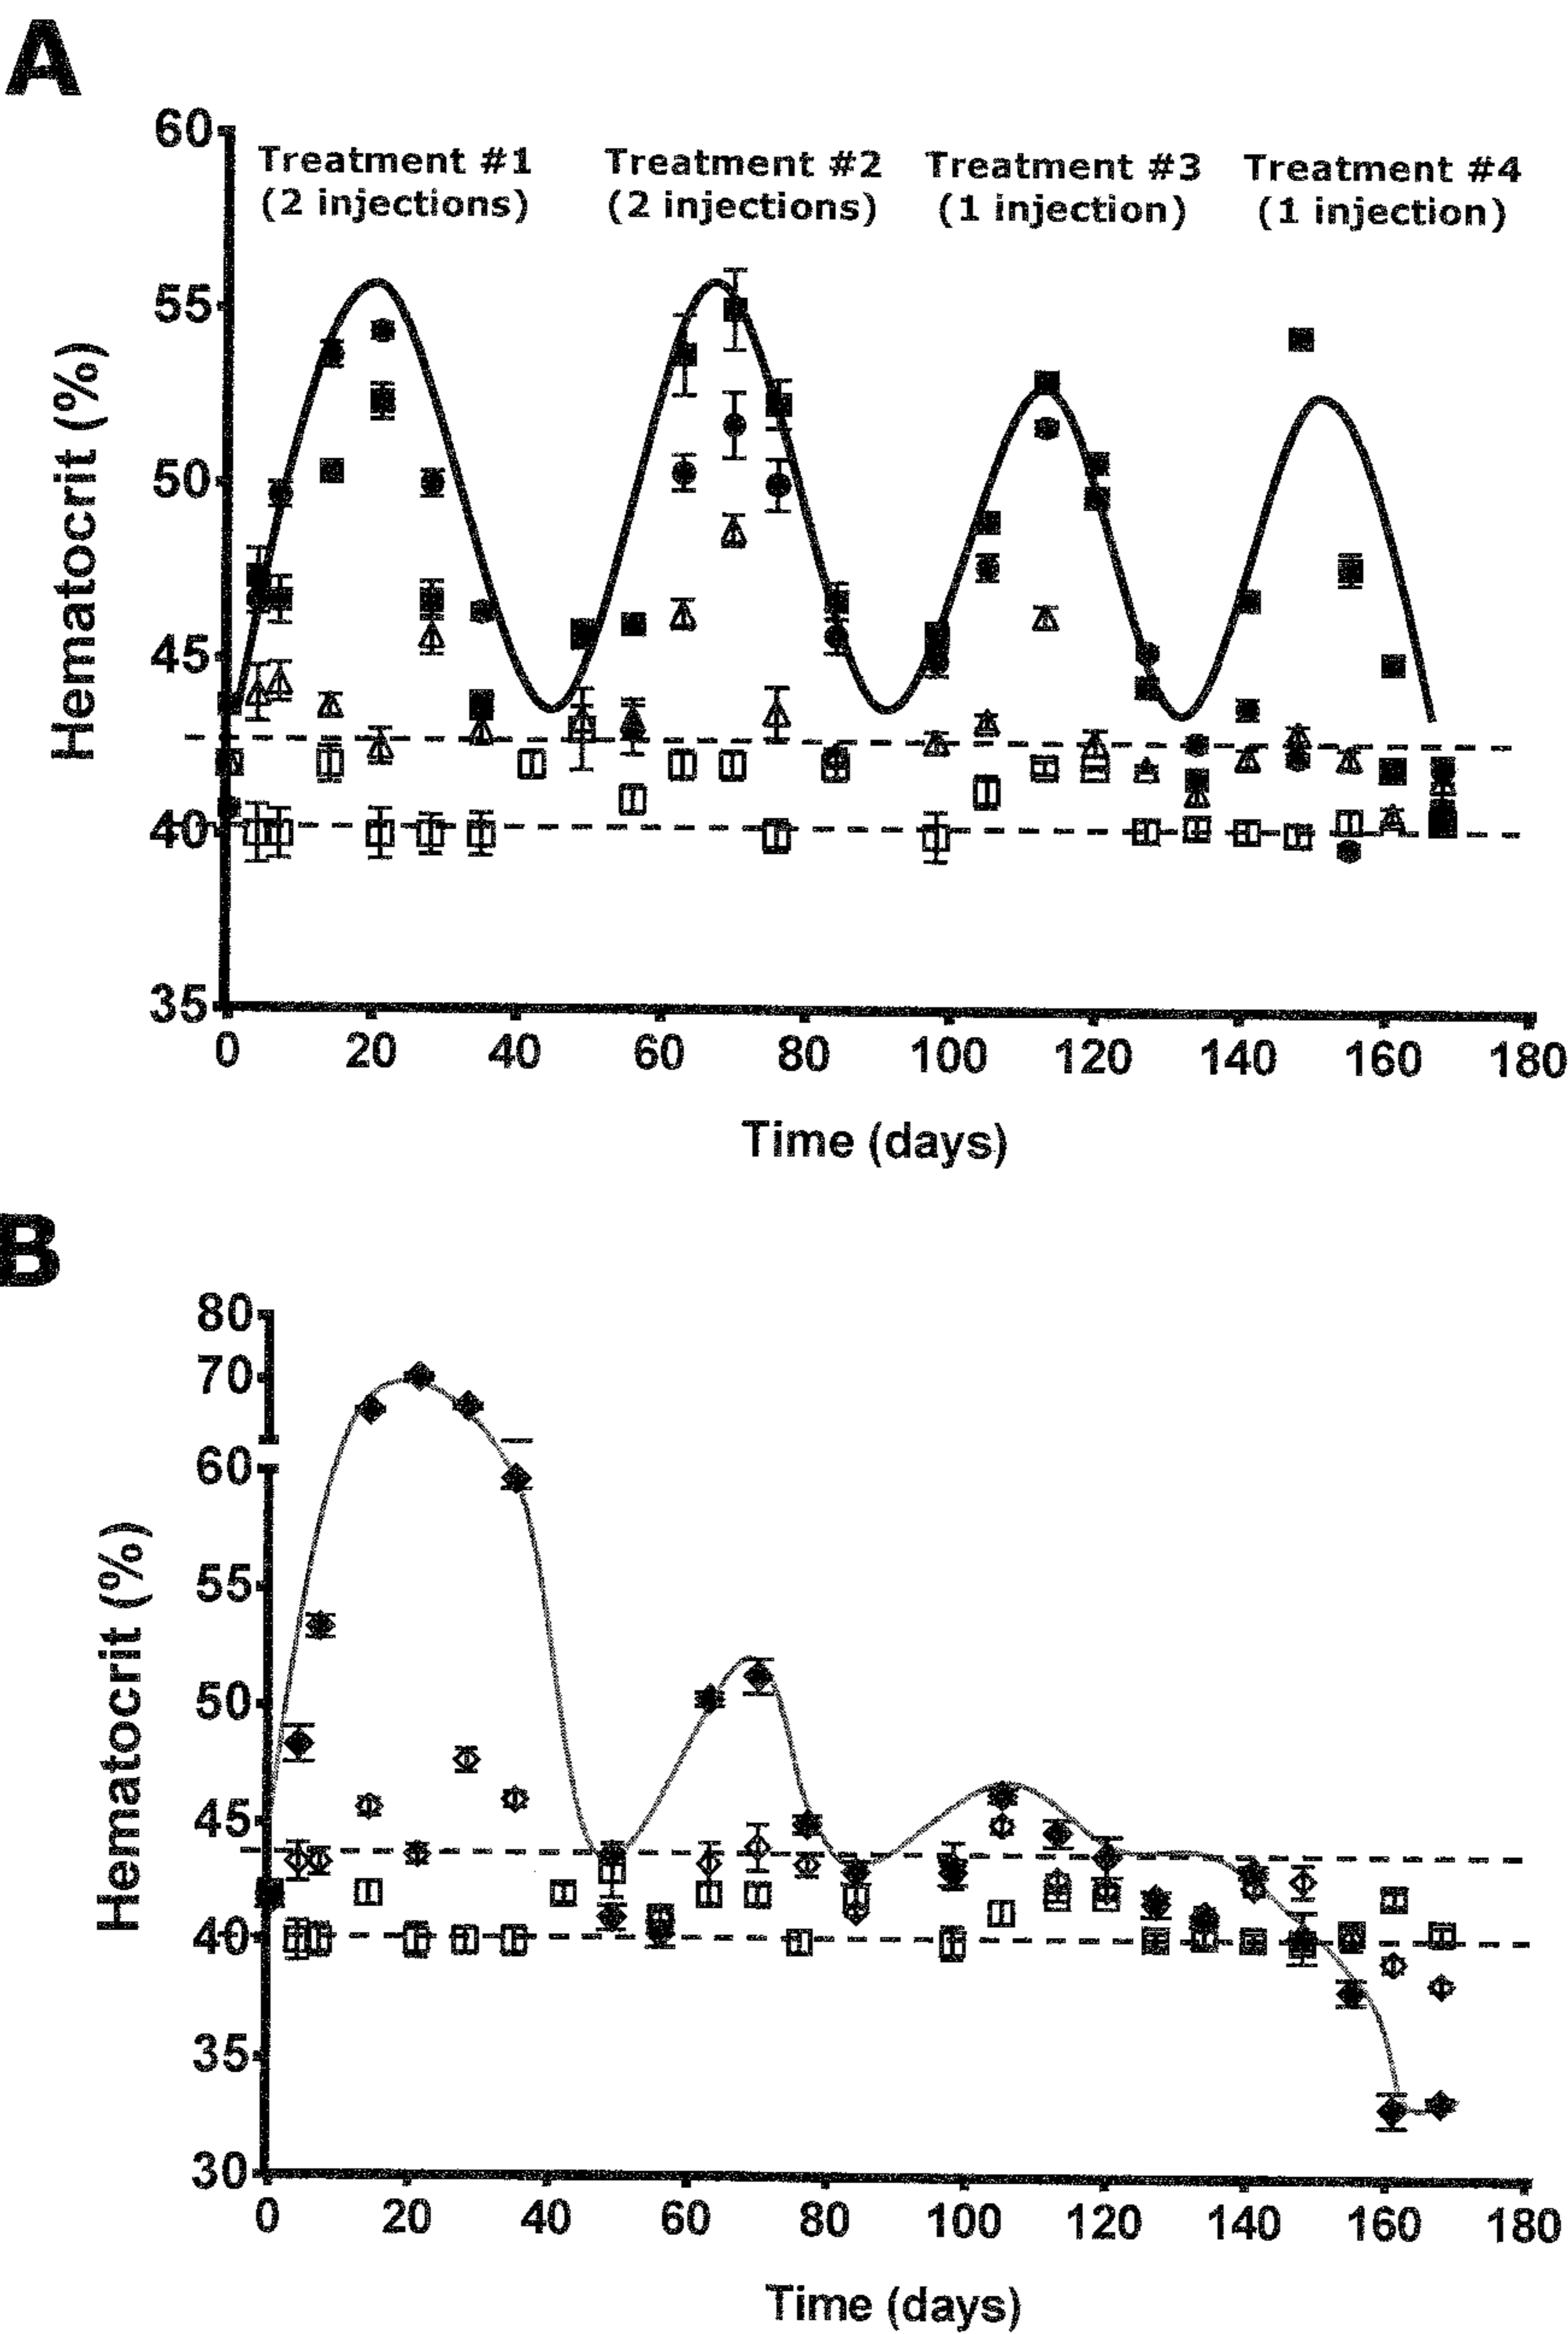 A
60
Treatment #1 Treatment #2 Treatment #3 Treatment #4
(2 injections) (2 injections) (1 injection) (1 injection)
55
50
45
40
35
Hematocrit (%)
0 20 40 60 80 100 120 140 160 180
Time (days)
B
80
70
60
55
50
45
40
35
30
Hematocrit (%)
0 20 40 60 80 100 120 140 160 180
Time (days)